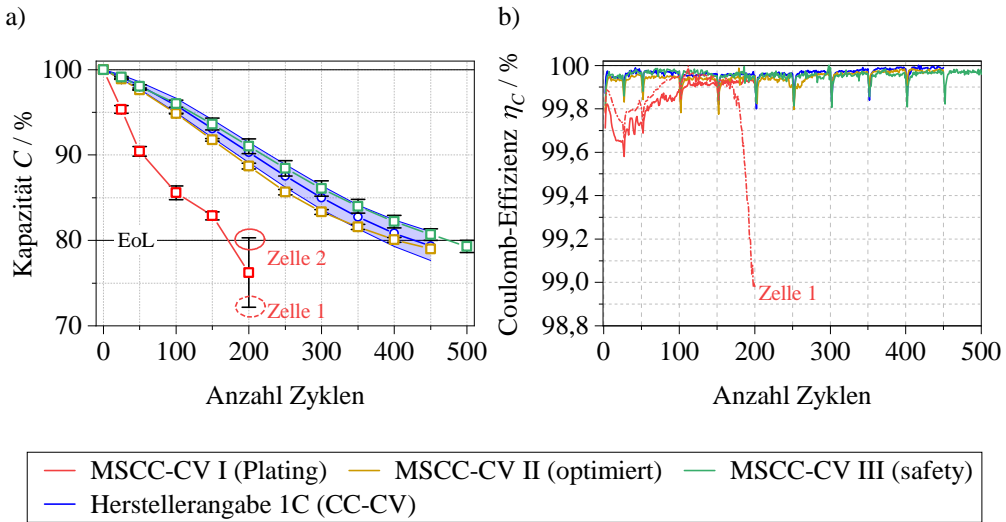 a)
b)
Kapazität C / %
100
90
80
70
EoL
Zelle 2
Zelle 1
0
100
200
300
400
500
Anzahl Zyklen
Coulomb-Effizienz ηC / %
100
99,8
99,6
99,4
99,2
99,0
98,8
Zelle 1
0
100
200
300
400
500
Anzahl Zyklen
MSCC-CV I (Plating)
MSCC-CV II (optimiert)
MSCC-CV III (safety)
Herstellerangabe 1C (CC-CV)